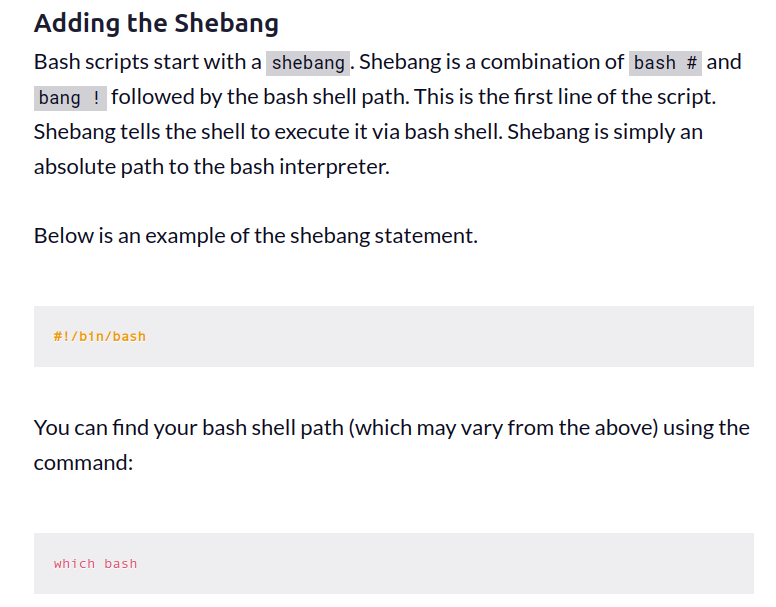 Adding the Shebang
Bash scripts start with a shebang. Shebang is a combination of bash # and
bang ! followed by the bash shell path. This is the first line of the script.
Shebang tells the shell to execute it via bash shell. Shebang is simply an
absolute path to the bash interpreter.
Below is an example of the shebang statement.
#!/bin/bash
You can find your bash shell path (which may vary from the above) using the
command:
which bash